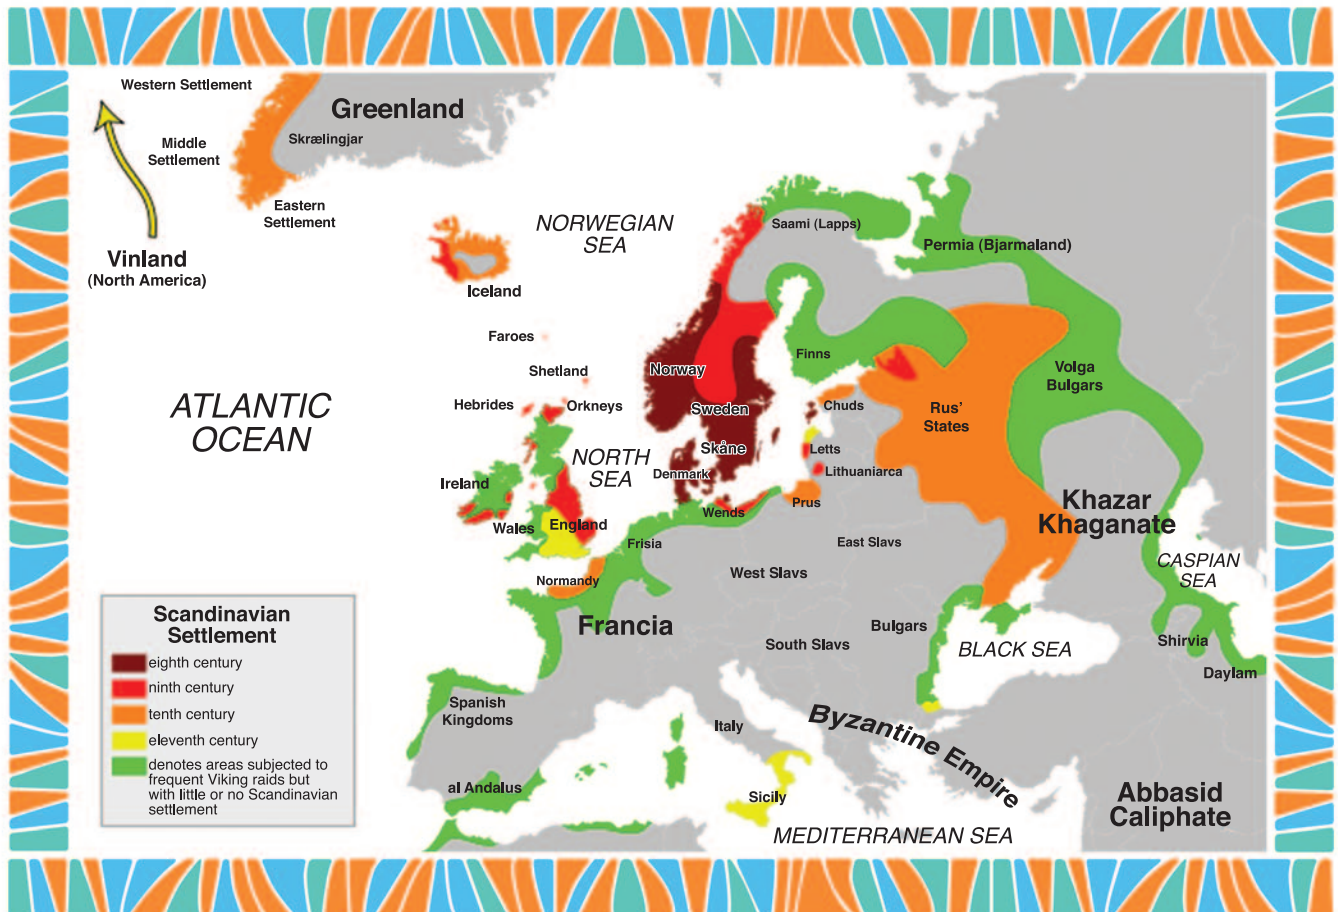 Western Settlement
Greenland
Skrælingjar
Middle
Settlement
Eastern
Settlement
Vinland
(North America)
NORWEGIAN
SEA
Saami (Lapps)
Permia (Bjarmaland)
Iceland
Faroes
Shetland
Hebrides
Orkneys
ATLANTIC
OCEAN
NORTH
SEA
Norway
Sweden
Skåne
Denmark
Finns
Chuds
Letts
Lithuaniarca
Prus
Wends
Rus'
States
Volga
Bulgars
Khazar
Khaganate
CASPIAN
SEA
Ireland
Wales
England
Frisia
Normandy
East Slavs
West Slavs
South Slavs
Francia
Bulgars
BLACK SEA
Shirvia
Daylam
Spanish
Kingdoms
al Andalus
Italy
Sicily
Byzantine Empire
Abbasid
Caliphate
MEDITERRANEAN SEA
Scandinavian
Settlement
eighth century
ninth century
tenth century
eleventh century
denotes areas subjected to
frequent Viking raids but
with little or no Scandinavian
settlement